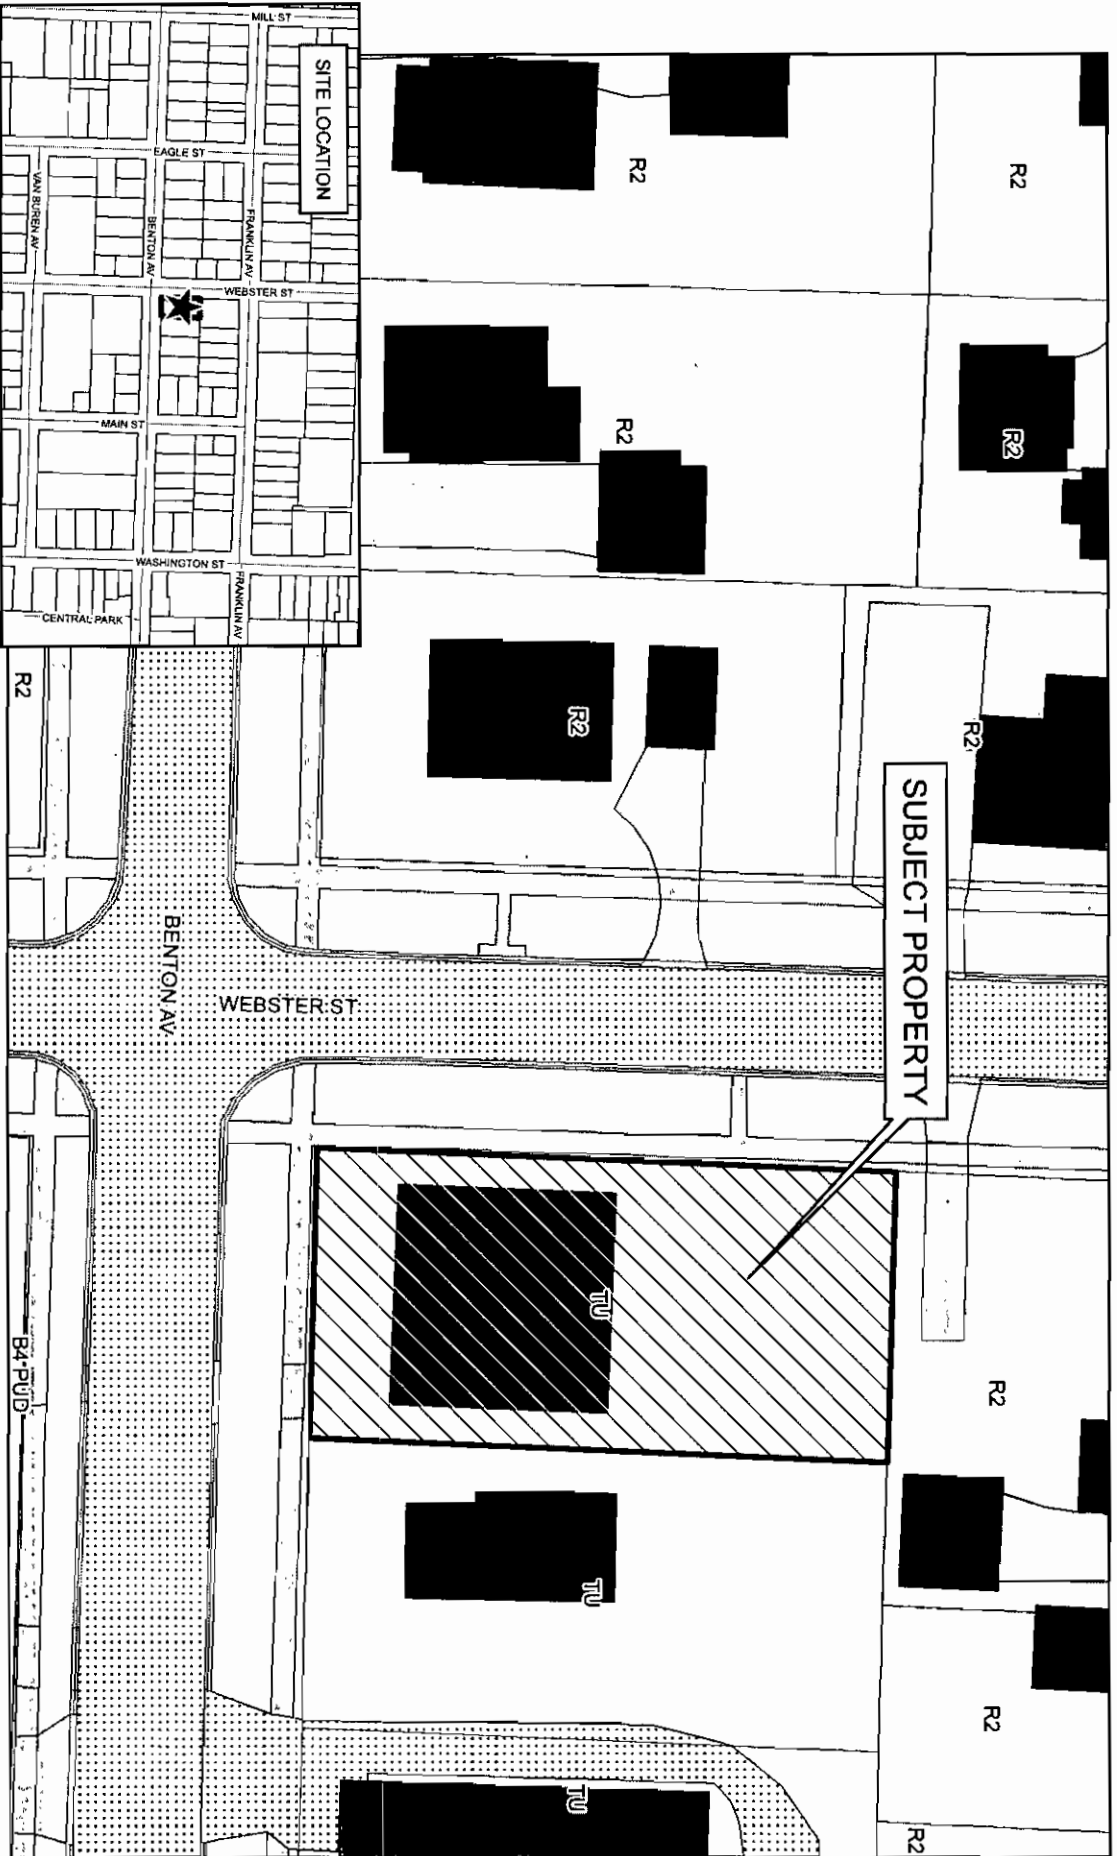 MILL ST
SITE LOCATION
EAGLE ST
VAN BUREN AV
BENTON AV
FRANKLIN AV
WEBSTER ST
MAIN ST
WASHINGTON ST
FRANKLIN AV
CENTRAL PARK
R2
R2
R2
R2
R2
R2
R2
SUBJECT PROPERTY
BENTON AV
WEBSTER ST
TU
R2
B4 PUD
TU
R2
TU
R2